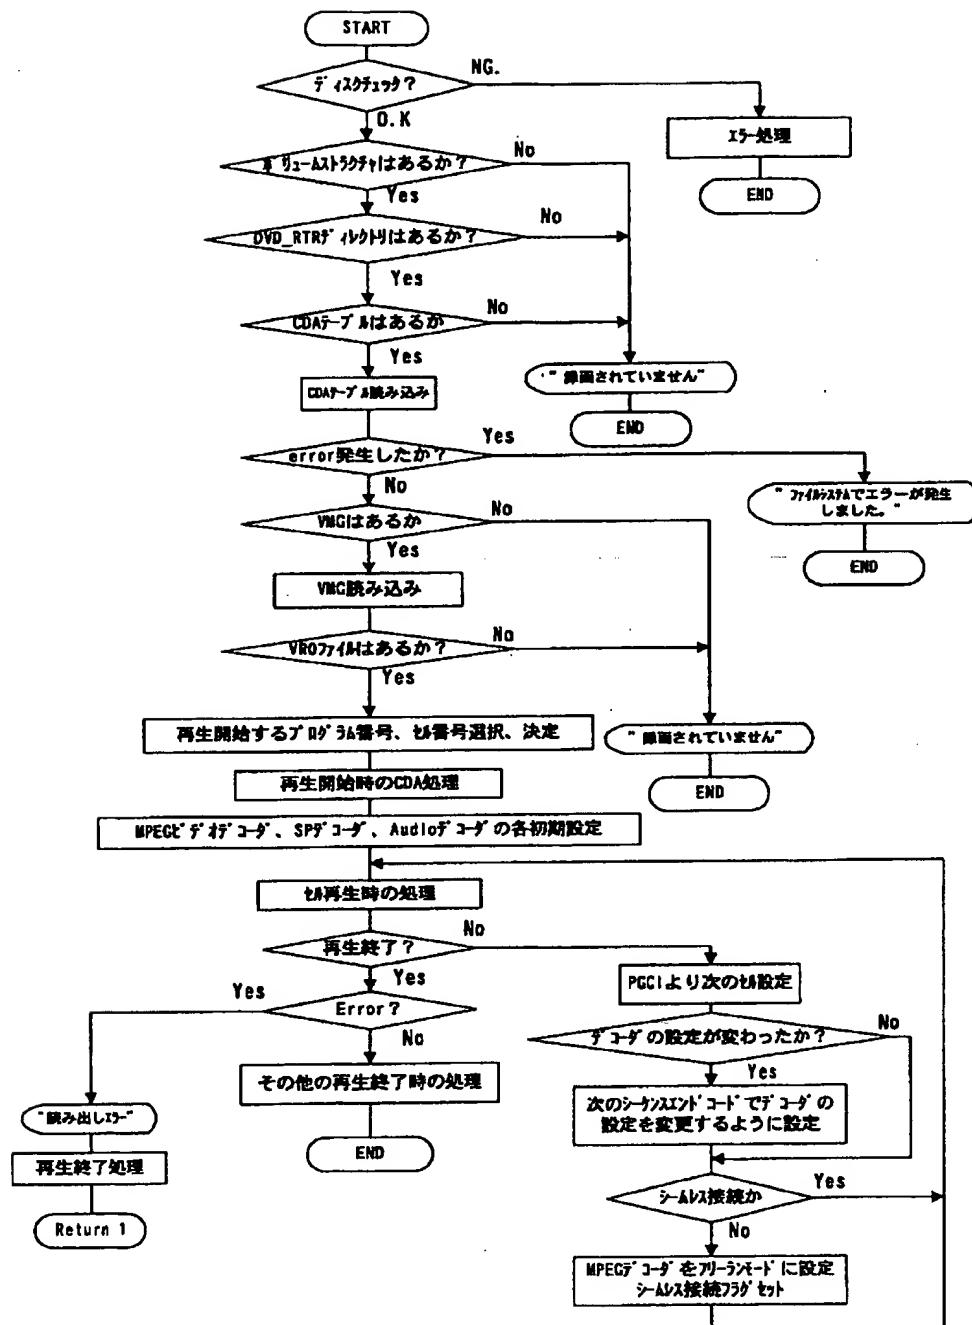 START
ディスクチェック?
NG.
O.K
エラー処理
END
ボリュームストラクチャはあるか?
No
Yes
DVD_RTRディレクトリはあるか?
No
Yes
CDAテーブルはあるか
No
Yes
"録画されていません"
END
CDAテーブル読み込み
error発生したか?
Yes
No
"ファイルシステムでエラーが発生
しました。"
END
VMGはあるか
No
Yes
VMG読み込み
VROファイルはあるか?
No
Yes
再生開給するプログラム番号、セル番号選択、決定
"録画されていません"
END
再生開始時のCDA処理
MPEGビデオデコーダ、SPデコーダ、Audioデコーダの各初期設定
セル再生時の処理
再生終了?
No
Yes
PGCIより次のセル設定
Error?
Yes
No
デコーダの設定が変わったか?
No
Yes
その他の再生終了時の処理
END
次のシーケンスエンドコードでデコーダの
設定を変更するように設定
"読み出しエラー"
再生終了処理
Return 1
シームレス接続か
Yes
No
MPEGデコーダをフリーランモードに設定
シームレス接続フラグセット